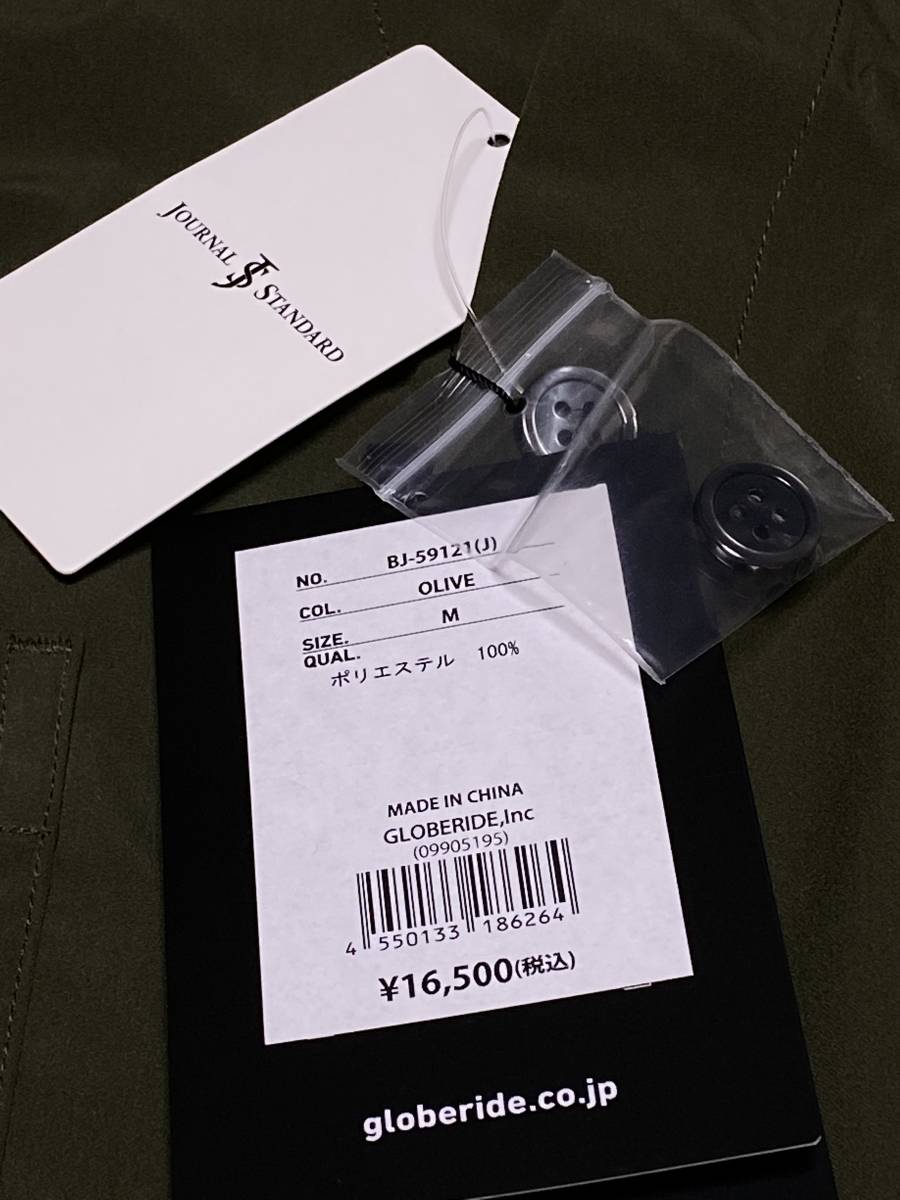 JOURNAL JS STANDARD
NO. BJ-59121(J)
COL. OLIVE
SIZE. M
QUAL.
ポリエステル 100%
MADE IN CHINA
GLOBERIDE,Inc
(09905195)
4 550133 186264
¥16,500(税込)
globeride.co.jp